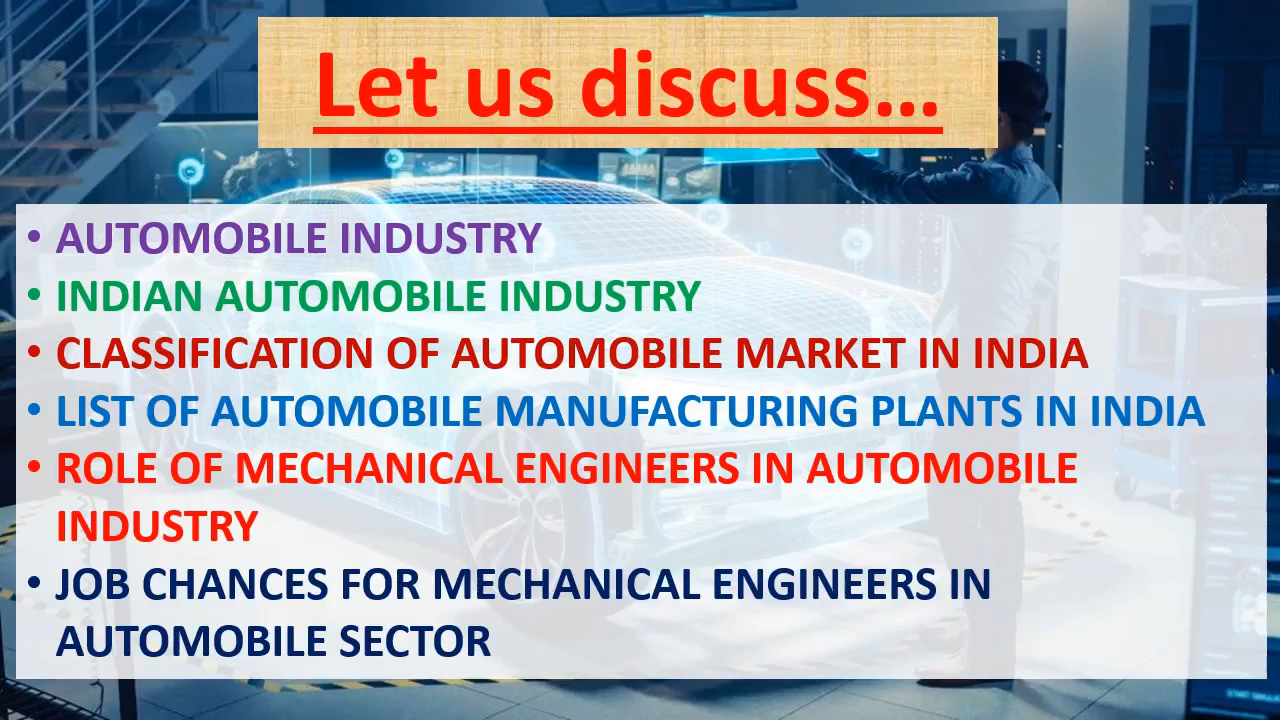 Let us discuss...
• AUTOMOBILE INDUSTRY
• INDIAN AUTOMOBILE INDUSTRY
• CLASSIFICATION OF AUTOMOBILE MARKET IN INDIA
• LIST OF AUTOMOBILE MANUFACTURING PLANTS IN INDIA
• ROLE OF MECHANICAL ENGINEERS IN AUTOMOBILE
INDUSTRY
• JOB CHANCES FOR MECHANICAL ENGINEERS IN
AUTOMOBILE SECTOR